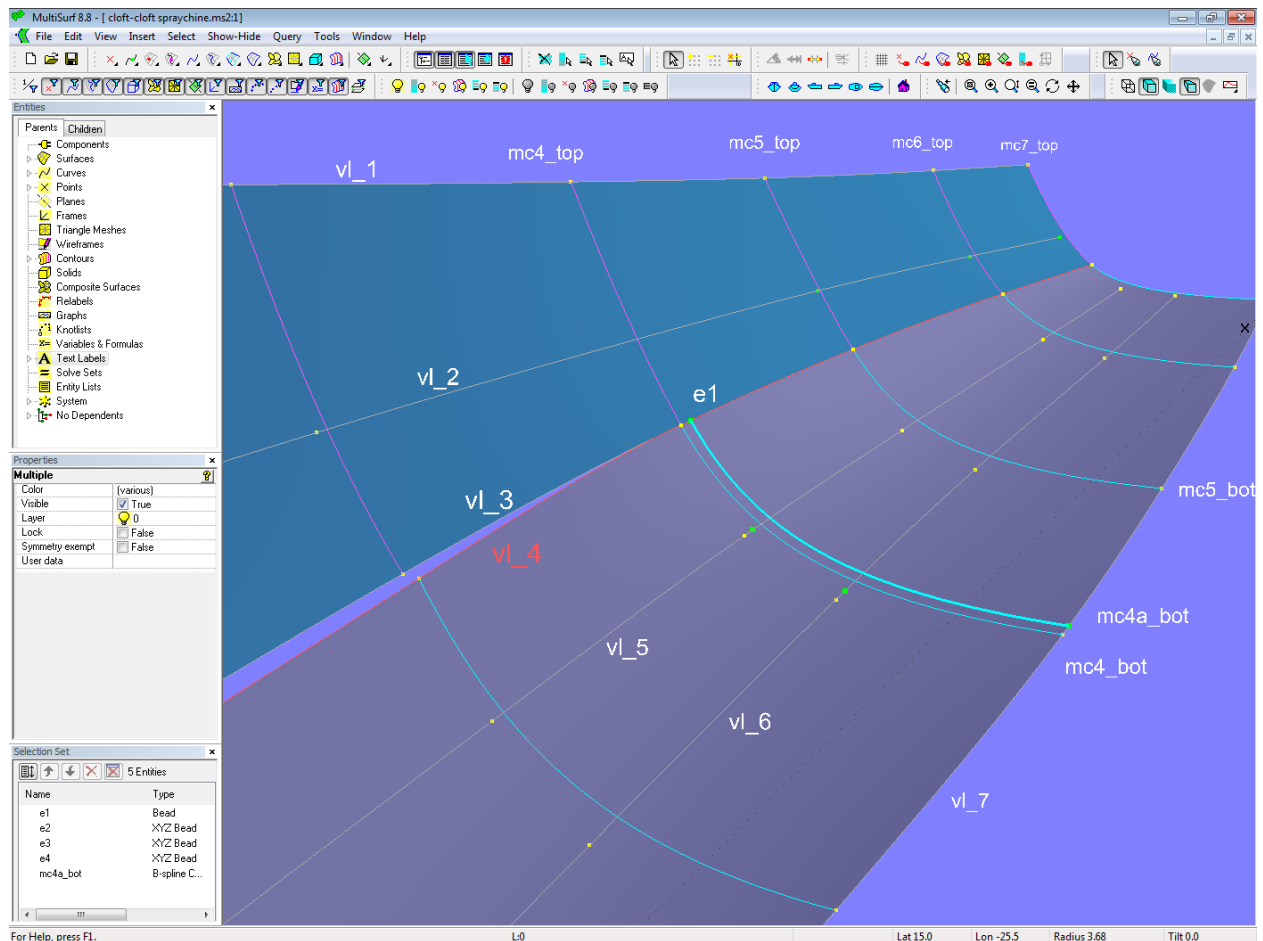 MultiSurf 8.8 - [ cloft-cloft spraychine.ms2:1]
File Edit View Insert Select Show-Hide Query Tools Window Help
Entities
Parents Children
Components
Surfaces
Curves
Points
Planes
Frames
Triangle Meshes
Wireframes
Contours
Solids
Composite Surfaces
Relabels
Graphs
Knotlists
Variables & Formulas
Text Labels
Solve Sets
Entity Lists
System
No Dependents
Properties
Multiple
Color (various)
Visible True
Layer 0
Lock False
Symmetry exempt False
User data
Selection Set
5 Entities
Name Type
e1 Bead
e2 XYZ Bead
e3 XYZ Bead
e4 XYZ Bead
mc4a_bot B-spline C...
vl_1
mc4_top
mc5_top
mc6_top
mc7_top
vl_2
e1
vl_3
vl_4
mc5_bot
mc4a_bot
vl_5
mc4_bot
vl_6
vl_7
For Help, press F1. L:0 Lat 15.0 Lon -25.5 Radius 3.68 Tilt 0.0